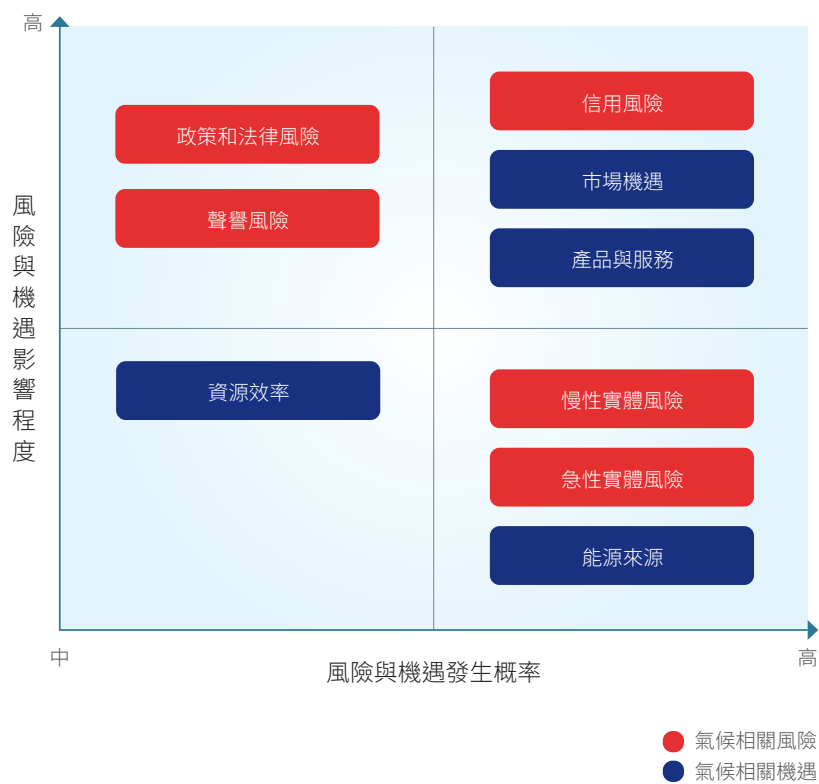 高
風險與機遇影響程度
政策和法律風險
聲譽風險
信用風險
市場機遇
產品與服務
資源效率
慢性實體風險
急性實體風險
能源來源
中
高
風險與機遇發生概率
氣候相關風險
氣候相關機遇